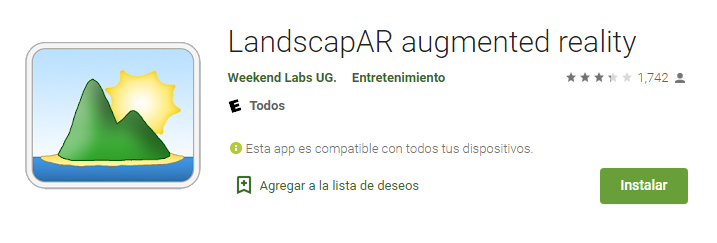 LandscapAR augmented reality
Weekend Labs UG. Entretenimiento 1,742
E Todos
Esta app es compatible con todos tus dispositivos.
Agregar a la lista de deseos Instalar